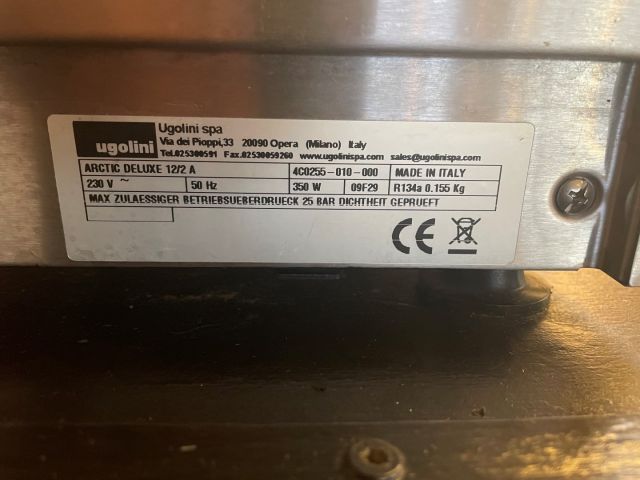 ugolini
Ugolini spa
Via dei Pioppi,33 20090 Opera (Milano) Italy
Tel.025300591 Fax.02530059260 www.ugolinispa.com sales@ugolinispa.com
ARCTIC DELUXE 12/2 A 4C0255-010-000 MADE IN ITALY
230 V ~ 50 Hz 350 W 09F29 R134a 0.155 Kg
MAX ZULAESSIGER BETRIEBSUEBERDRUECK 25 BAR DICHTHEIT GEPRUEFT
CE